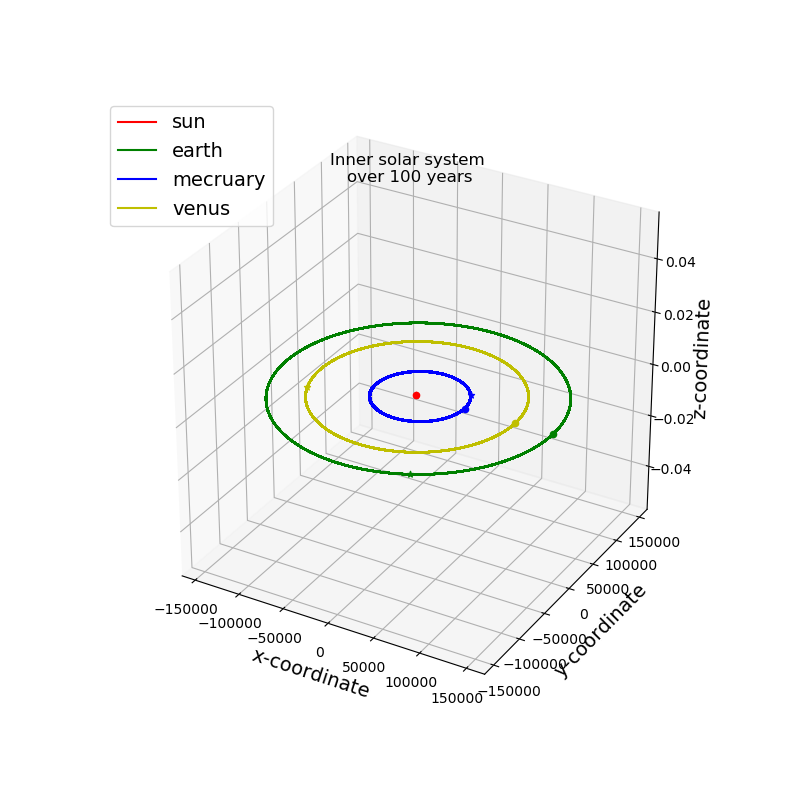 sun
earth
mecruary
venus
Inner solar system
over 100 years
0.04
0.02
0.00
−0.02
−0.04
z-coordinate
150000
100000
50000
0
−50000
−100000
−150000
y-coordinate
−150000
−100000
−50000
0
50000
100000
150000
x-coordinate